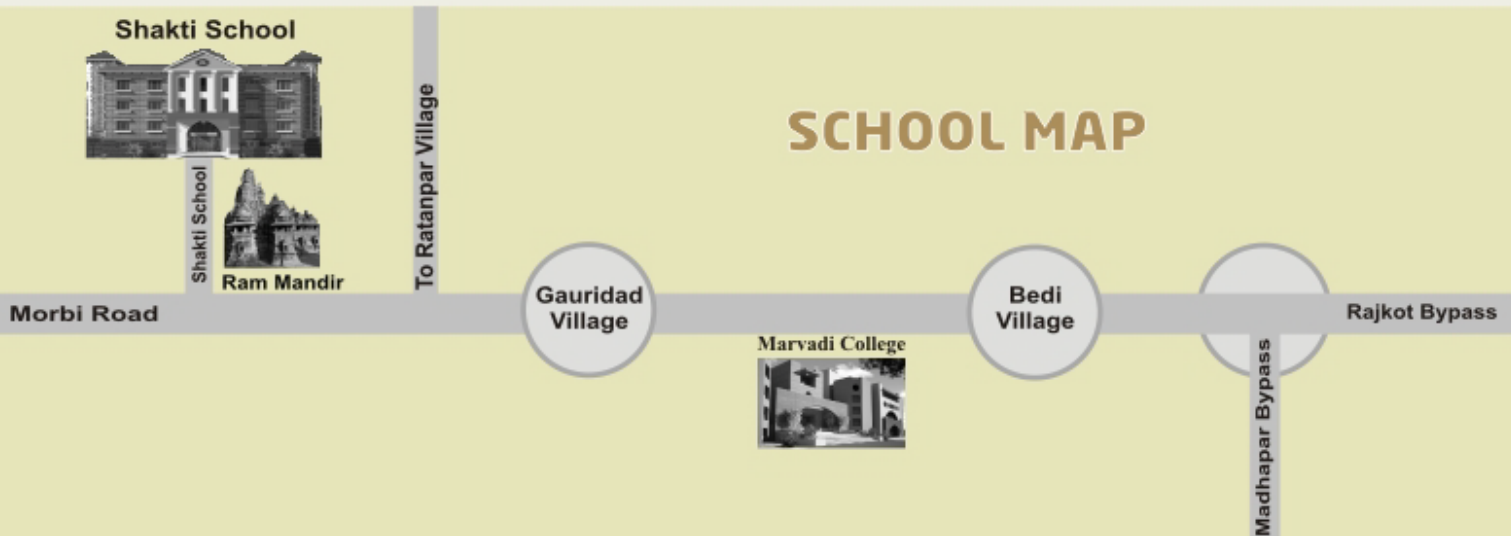 Shakti School
SCHOOL MAP
To Ratanpar Village
Shakti School
Ram Mandir
Morbi Road
Gauridad
Village
Marvadi College
Bedi
Village
Rajkot Bypass
Madhapar Bypass